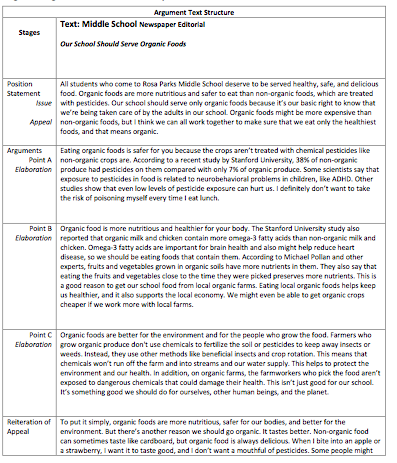 Argument Text Structure
Stages
Text: Middle School Newspaper Editorial
Our School Should Serve Organic Foods
Position
Statement
Issue
Appeal
All students who come to Rosa Parks Middle School deserve to be served healthy, safe, and delicious
food. Organic foods are more nutritious and safer to eat than non-organic foods, which are treated
with pesticides. Our school should serve only organic foods because it's our basic right to know that
we're being taken care of by the adults in our school. Organic foods might be more expensive than
non-organic foods, but I think we can all work together to make sure that we eat only the healthiest
foods, and that means organic.
Arguments
Point A
Elaboration
Eating organic foods is safer for you because the crops aren't treated with chemical pesticides like
non-organic crops are. According to a recent study by Stanford University, 38% of non-organic
produce had pesticides on them compared with only 7% of organic produce. Some scientists say that
exposure to pesticides in food is related to neurobehavioral problems in children, like ADHD. Other
studies show that even low levels of pesticide exposure can hurt us. I definitely don't want to take
the risk of poisoning myself every time I eat lunch.
Point B
Elaboration
Organic food is more nutritious and healthier for your body. The Stanford University study also
reported that organic milk and chicken contain more omega-3 fatty acids than non-organic milk and
chicken. Omega-3 fatty acids are important for brain health and also might help reduce heart
disease, so we should be eating foods that contain them. According to Michael Pollan and other
experts, fruits and vegetables grown in organic soils have more nutrients in them. They also say that
eating the fruits and vegetables close to the time they were picked preserves more nutrients. This is
a good reason to get our school food from local organic farms. Eating local organic foods helps keep
us healthier, and it also supports the local economy. We might even be able to get organic crops
cheaper if we work more with local farms.
Point C
Elaboration
Organic foods are better for the environment and for the people who grow the food. Farmers who
grow organic produce don't use chemicals to fertilize the soil or pesticides to keep away insects or
weeds. Instead, they use other methods like beneficial insects and crop rotation. This means that
chemicals won't run off the farm and into streams and our water supply. This helps to protect the
environment and our health. In addition, on organic farms, the farmworkers who pick the food aren't
exposed to dangerous chemicals that could damage their health. This isn't just good for our school.
It's something good we should do for ourselves, other human beings, and the planet.
Reiteration of
Appeal
To put it simply, organic foods are more nutritious, safer for our bodies, and better for the
environment. But there's another reason we should go organic. It tastes better. Non-organic food
can sometimes taste like cardboard, but organic food is always delicious. When I bite into an apple or
a strawberry, I want it to taste good, and I don't want a mouthful of pesticides. Some people might